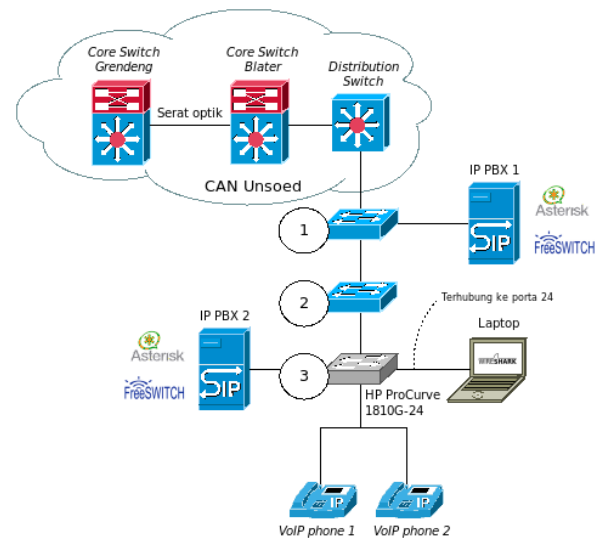 Core Switch
Grendeng
Core Switch
Blater
Distribution
Switch
Serat optik
CAN Unsoed
IP PBX 1
Asterisk
FreeSWITCH
SIP
1
2
Terhubung ke porta 24
IP PBX 2
Laptop
Asterisk
FreeSWITCH
SIP
3
WIRESHARK
HP ProCurve
1810G-24
IP
IP
VoIP phone 1
VoIP phone 2